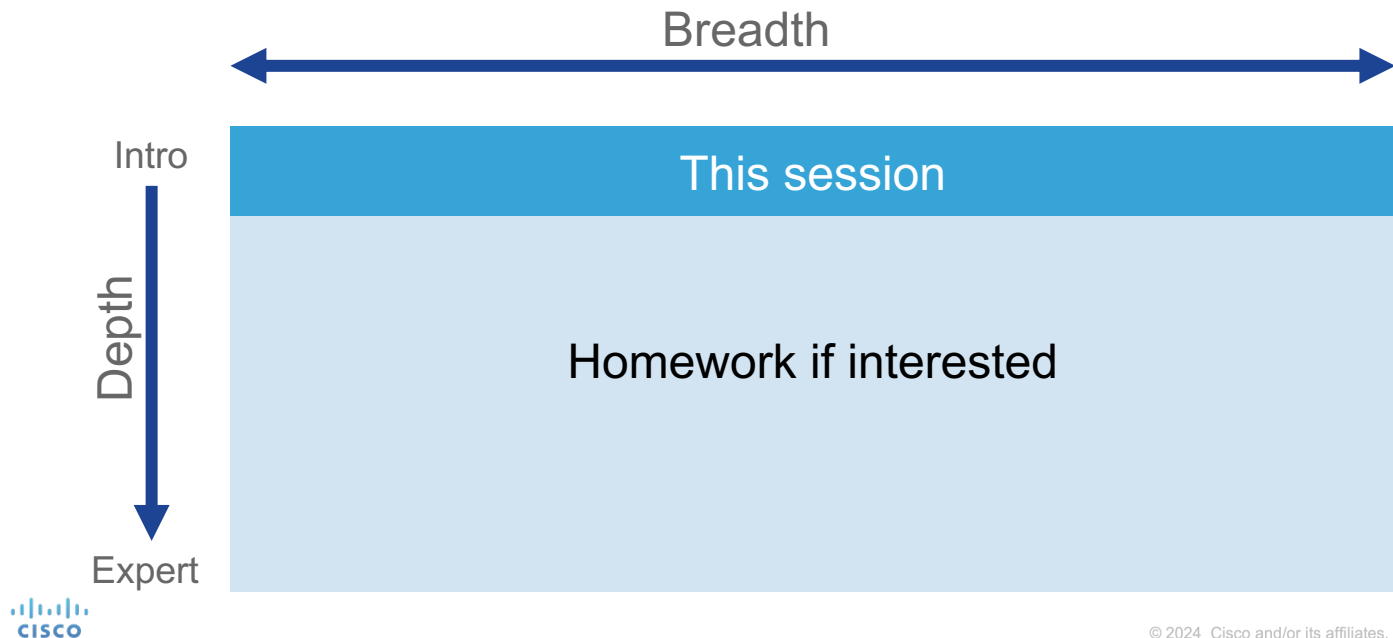 Breadth
Intro
This session
Depth
Homework if interested
Expert
CISCO
© 2024 Cisco and/or its affiliates.